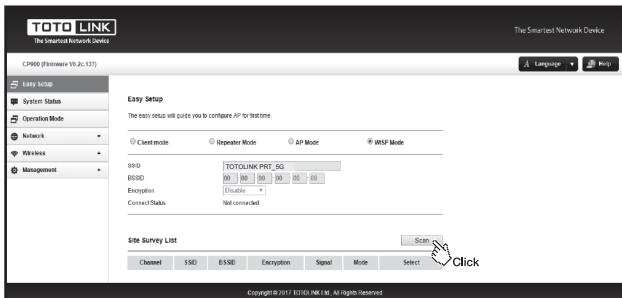 TOTO LINK
The Smartest Network Device
The Smartest Network Device
CP900 (Firmware V6.2c.137)
A Language
Help
Easy Setup
System Status
Operation Mode
Network
Wireless
Management
Easy Setup
The easy setup will guide you to configure AP for first time.
Client mode Repeater Mode AP Mode WISP Mode
SSID TOTOLINK PRT_5G
BSSID 00 : 00 : 00 : 00 : 00 : 00
Encryption Disable
Connect Status Not connected
Site Survey List Scan
Click
Channel SSID BSSID Encryption Signal Mode Select
Copyright © 2017 TOTOLINK Ltd., All Rights Reserved